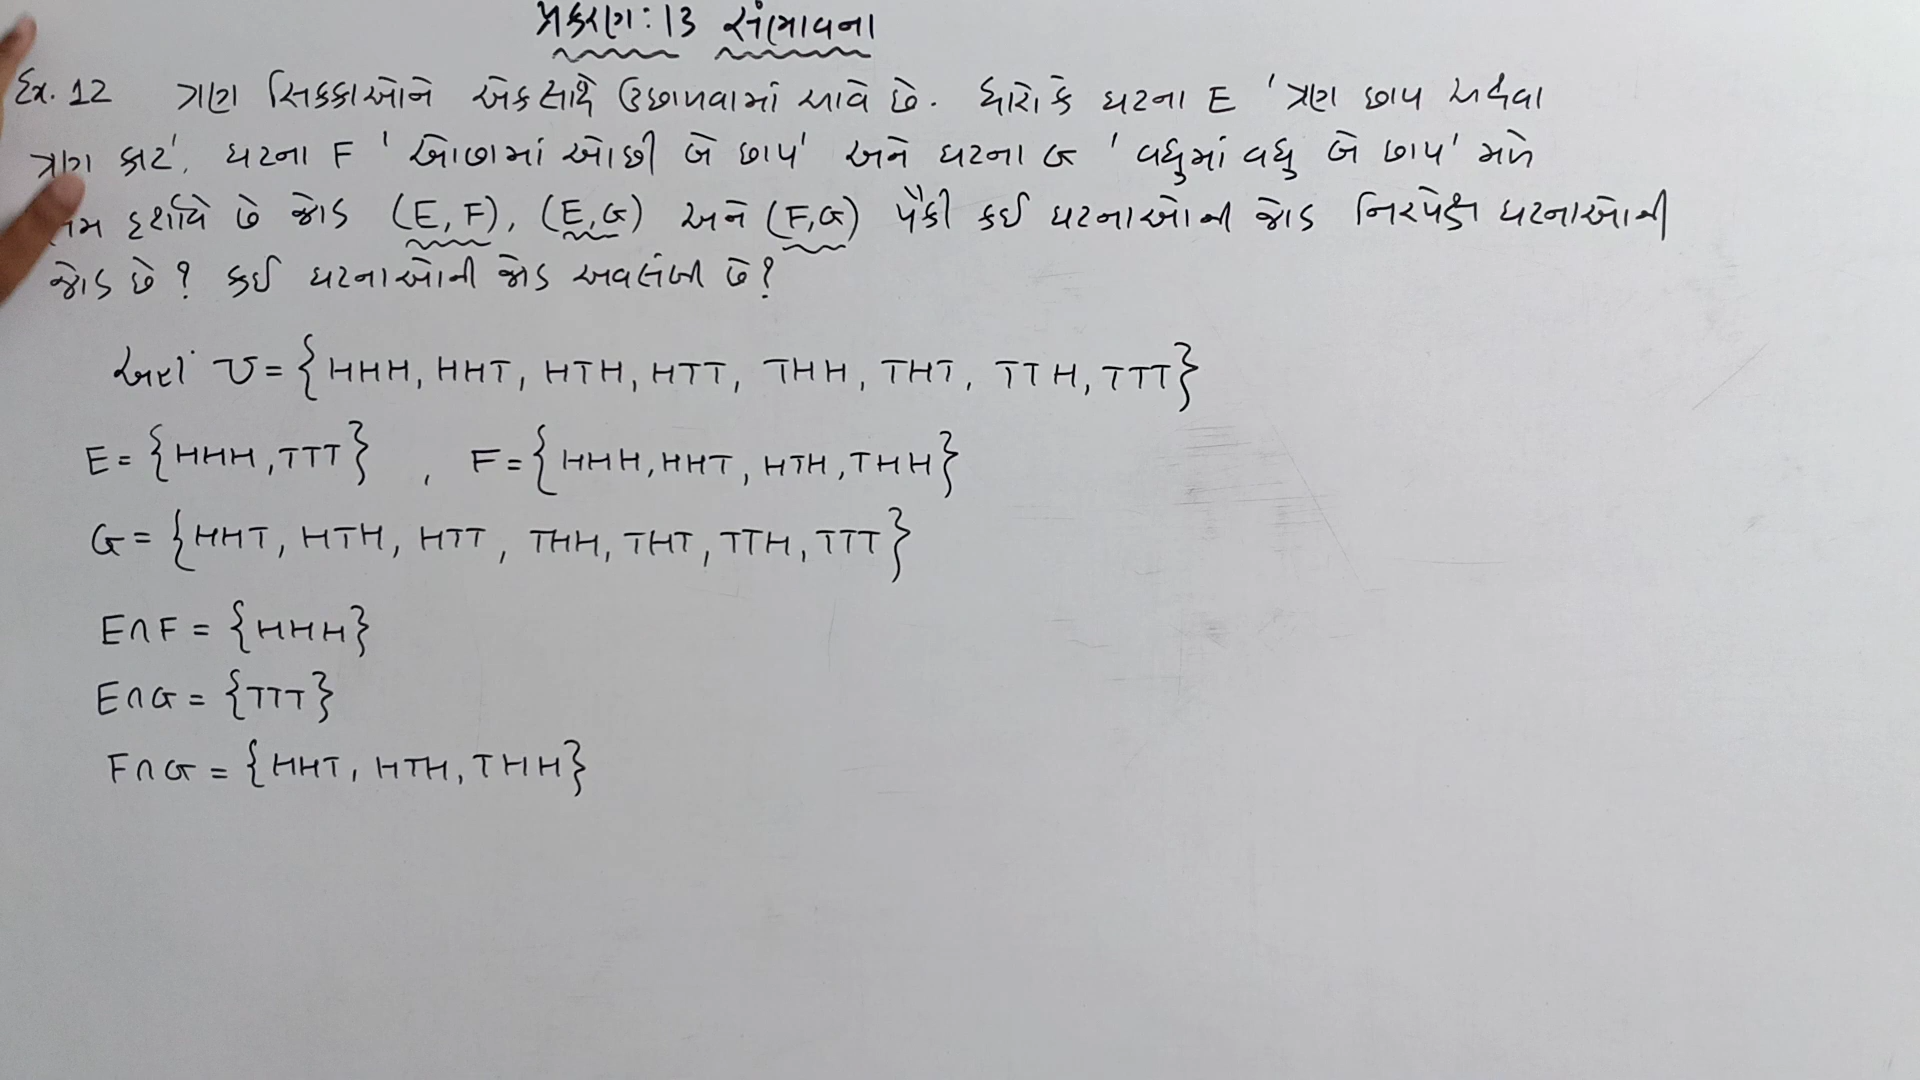 પ્રકરણ: 13 સંભાવના
Ex. 12 ત્રણ સિક્કાઓને એકસાથે ઉછાળવામાં આવે છે. ધારો કે ઘટના E 'ત્રણ છાપ અથવા
ત્રણ કાટ', ઘટના F 'ઓછામાં ઓછી બે છાપ' અને ઘટના G 'વધુમાં વધુ બે છાપ' મળે
તેમ દર્શાવે છે જોડ (E, F), (E,G) અને (F,G) પૈકી કઈ ઘટનાઓની જોડ નિરપેક્ષ ઘટનાઓની
જોડ છે? કઈ ઘટનાઓની જોડ અવલંબી છે?
અહીં U = {HHH, HHT, HTH, HTT, THH, THT, TTH, TTT}
E = {HHH, TTT} , F = {HHH, HHT, HTH, THH}
G = {HHT, HTH, HTT, THH, THT, TTH, TTT}
E∩F = {HHH}
E∩G = {TTT}
F∩G = {HHT, HTH, THH}